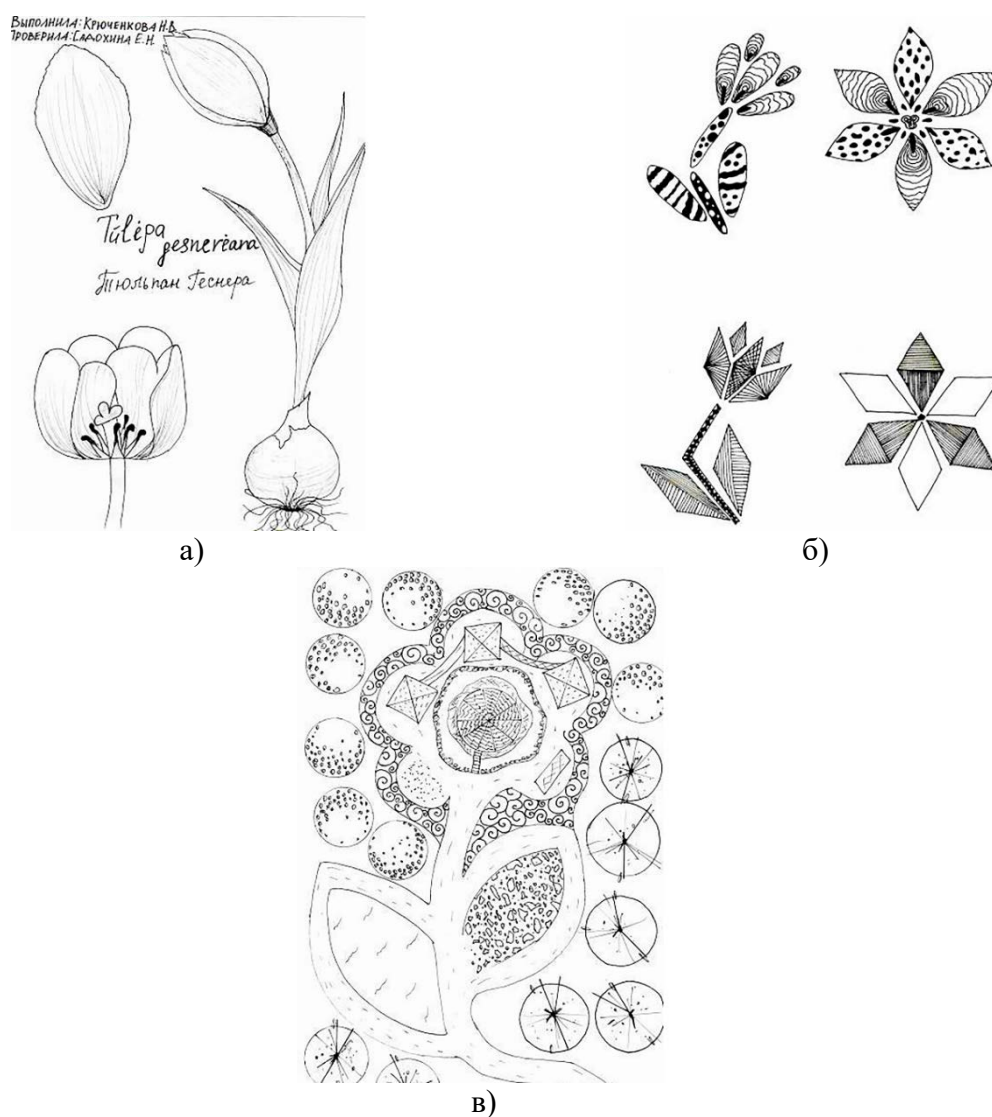 ВЫПОЛНИЛА: КРЮЧЕНКОВА Н.В.
ПРОВЕРИЛА: САДОХИНА Е.Н.
Tulipa
gesneriana
Тюльпан Геснера
а)
б)
в)